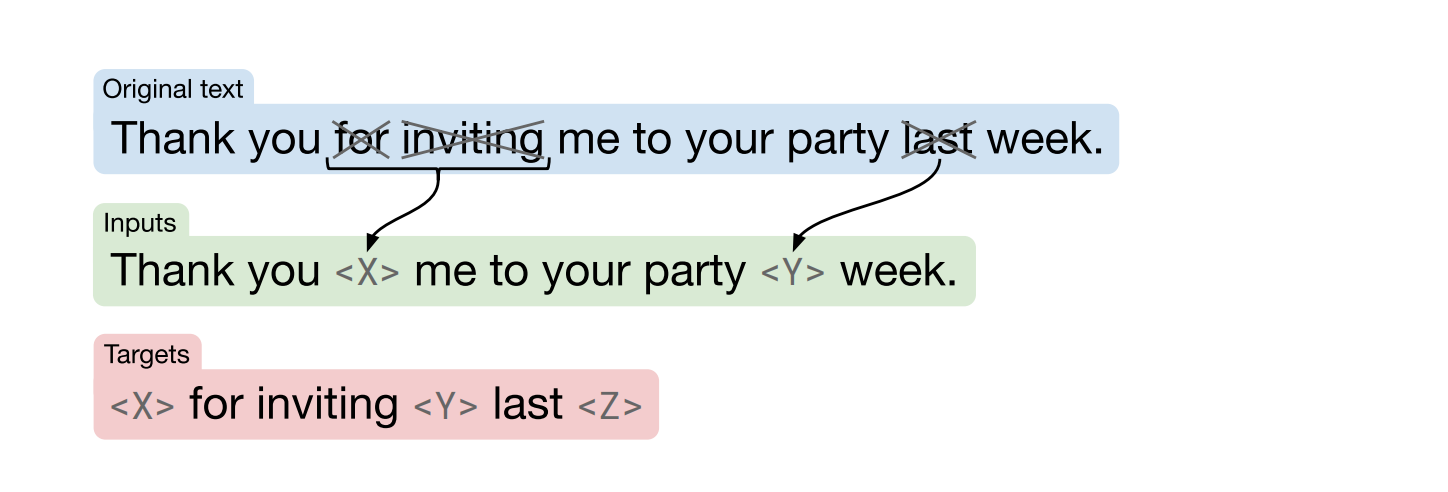 Original text
Thank you for inviting me to your party last week.
Inputs
Thank you <X> me to your party <Y> week.
Targets
<X> for inviting <Y> last <Z>